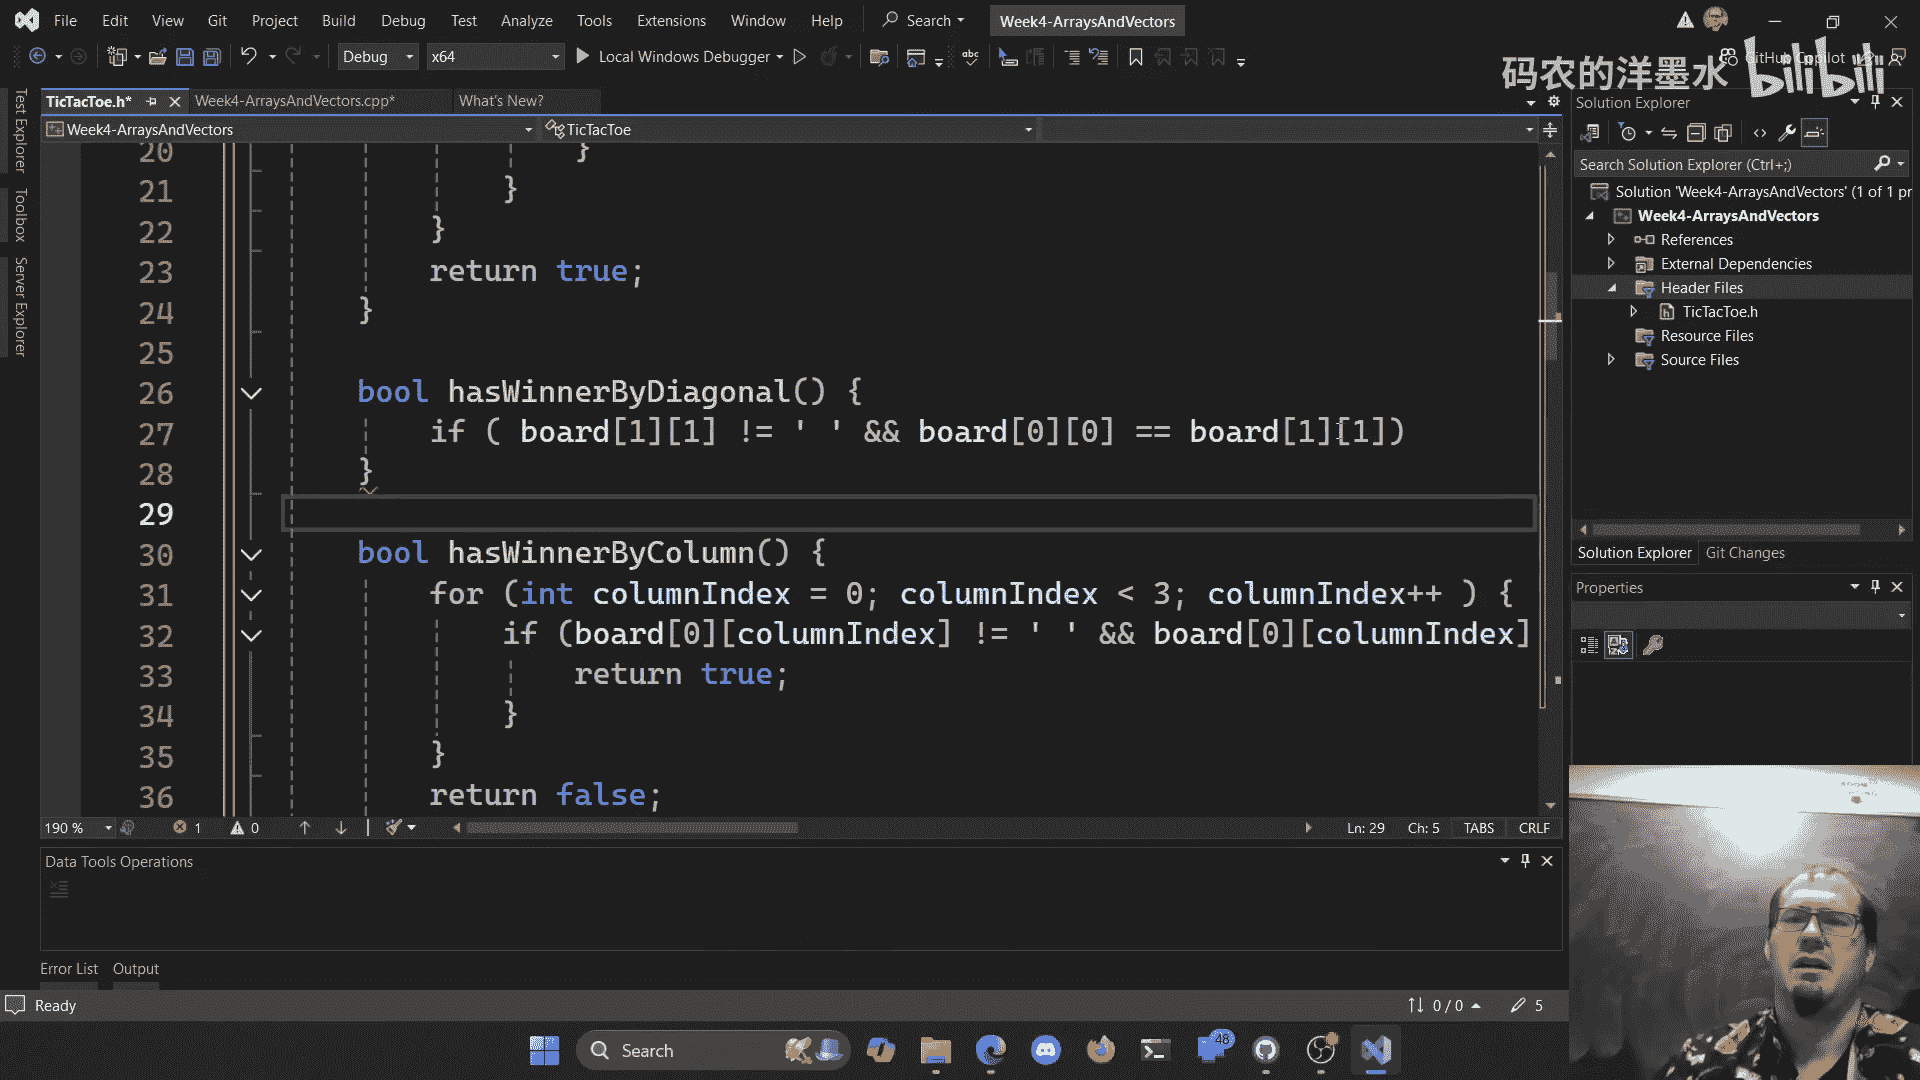 File Edit View Git Project Build Debug Test Analyze Tools Extensions Window Help Search Week4-ArraysAndVectors
Debug x64 Local Windows Debugger GitHub Copilot
码农的洋墨水 bilibili
TicTacToe.h* Week4-ArraysAndVectors.cpp* What's New?
Week4-ArraysAndVectors TicTacToe
Test Explorer
Toolbox
Server Explorer
20 }
21 }
22 }
23 return true;
24 }
25
26 bool hasWinnerByDiagonal() {
27 if ( board[1][1] != ' ' && board[0][0] == board[1][1])
28 }
29
30 bool hasWinnerByColumn() {
31 for (int columnIndex = 0; columnIndex < 3; columnIndex++ ) {
32 if (board[0][columnIndex] != ' ' && board[0][columnIndex]
33 return true;
34 }
35 }
36 return false;
190 % 1 0 Ln: 29 Ch: 5 TABS CRLF
Data Tools Operations
Error List Output
Ready 0 / 0 5
Solution Explorer
Search Solution Explorer (Ctrl+;)
Solution 'Week4-ArraysAndVectors' (1 of 1 pr
Week4-ArraysAndVectors
References
External Dependencies
Header Files
TicTacToe.h
Resource Files
Source Files
Solution Explorer Git Changes
Properties
Search
48